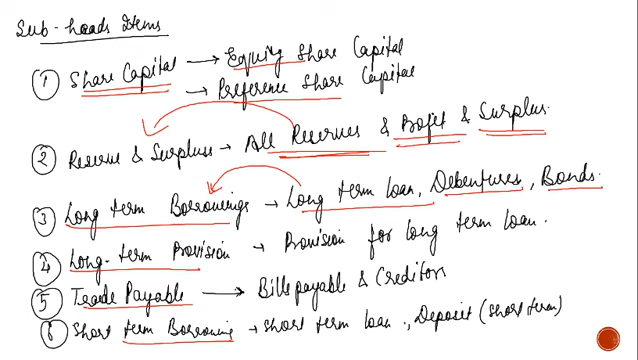 Sub-heads Items
① Share Capital → Equity Share Capital
→ Preference Share Capital
② Reserve & Surplus → All Reserves & Profit & Surplus.
③ Long term Borrowings → Long term loan, Debentures, Bonds.
④ Long-term Provision → Provision for long term loan.
⑤ Trade Payable → Bills payable & Creditors
⑥ Short term Borrowing → Short term loan, Deposit (Short term)